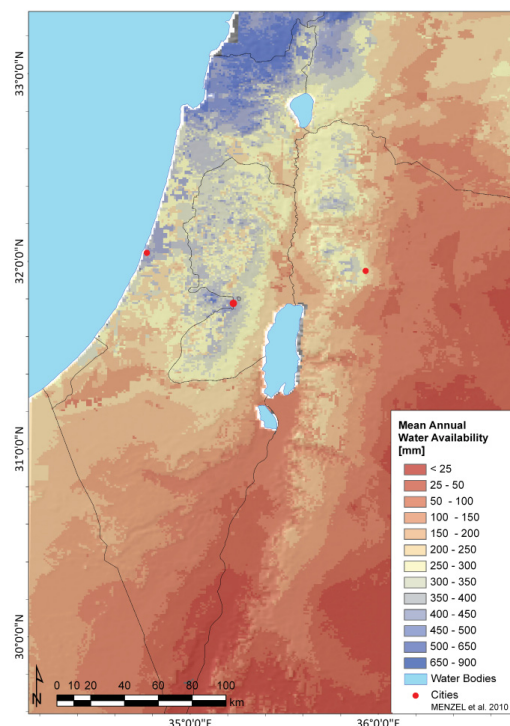 33°0'0"N
32°0'0"N
31°0'0"N
30°0'0"N
Mean Annual
Water Availability
[mm]
< 25
25 - 50
50 - 100
100 - 150
150 - 200
200 - 250
250 - 300
300 - 350
350 - 400
400 - 450
450 - 500
500 - 650
650 - 900
Water Bodies
Cities
MENZEL et al. 2010
N
0 10 20 40 60 80 100
km
35°0'0"E
36°0'0"E